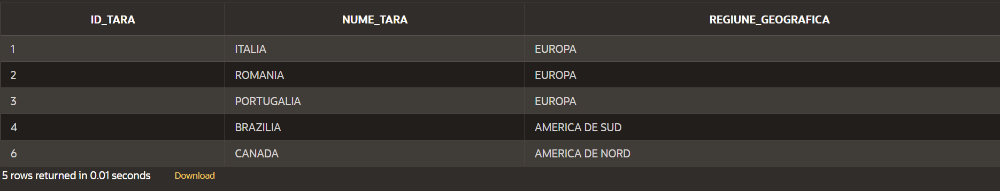 ID_TARA NUME_TARA REGIUNE_GEOGRAFICA
1 ITALIA EUROPA
2 ROMANIA EUROPA
3 PORTUGALIA EUROPA
4 BRAZILIA AMERICA DE SUD
6 CANADA AMERICA DE NORD
5 rows returned in 0.01 seconds Download